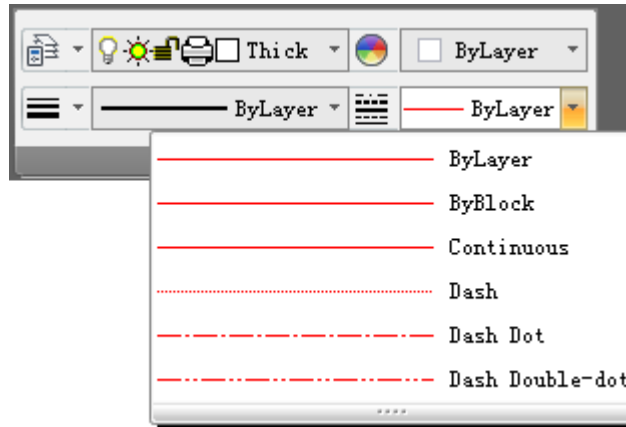 Thick ByLayer
ByLayer ByLayer
ByLayer
ByBlock
Continuous
Dash
Dash Dot
Dash Double-dot